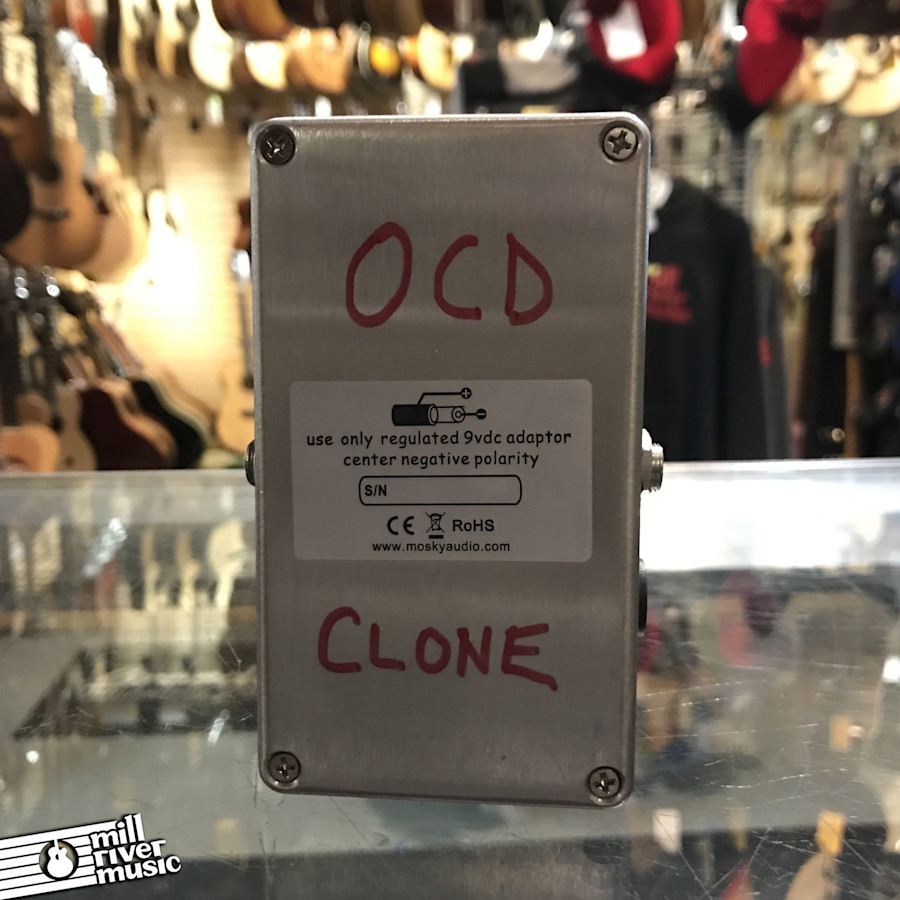 OCD
use only regulated 9vdc adaptor
center negative polarity
S/N
CE RoHS
www.moskyaudio.com
CLONE
mill
river
music